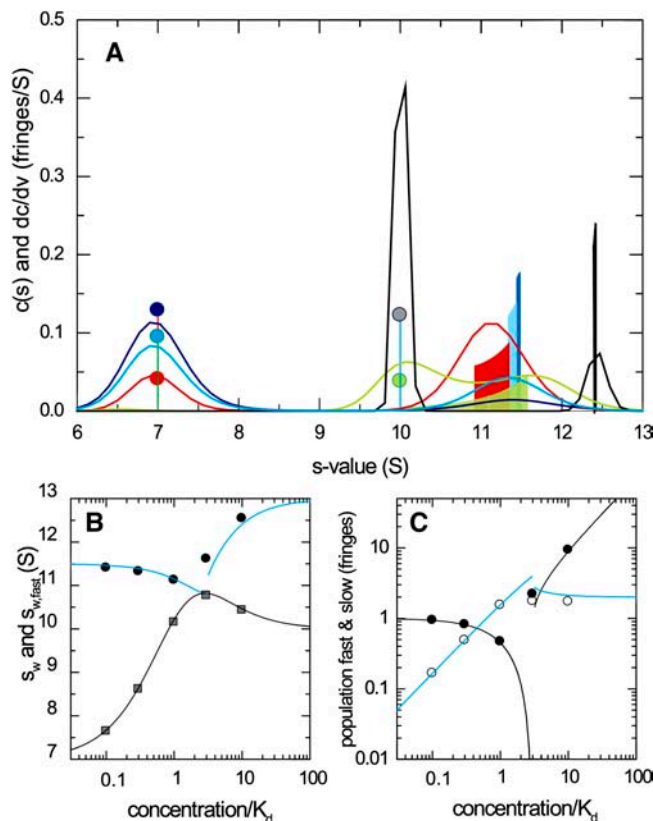 A
c(s) and dc/dv (fringes/S)
0.5
0.4
0.3
0.2
0.1
0.0
6 7 8 9 10 11 12 13
s-value (S)
B
s_w and s_w,fast (S)
13
12
11
10
9
8
7
0.1 1 10 100
concentration/K_d
C
population fast & slow (fringes)
10
1
0.1
0.01
0.1 1 10 100
concentration/K_d